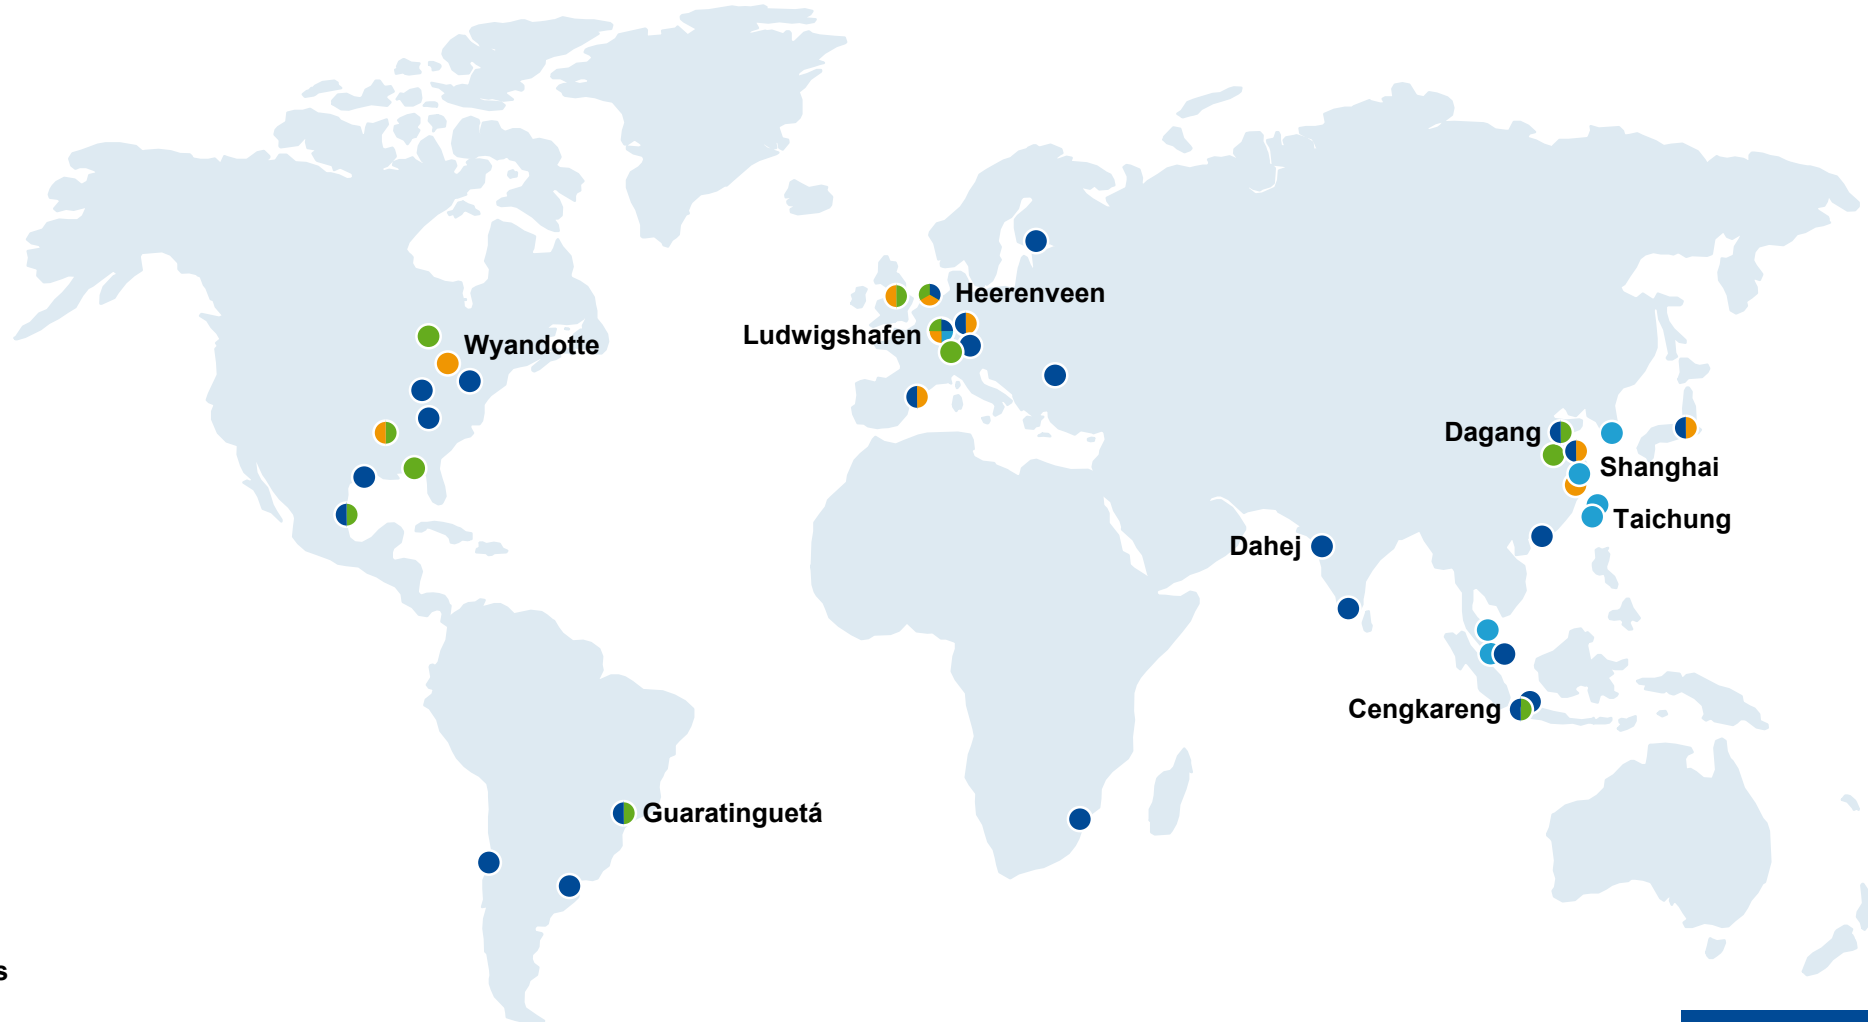 Heerenveen
Ludwigshafen
Wyandotte
Dagang
Shanghai
Taichung
Dahej
Cengkareng
Guaratinguetá
s